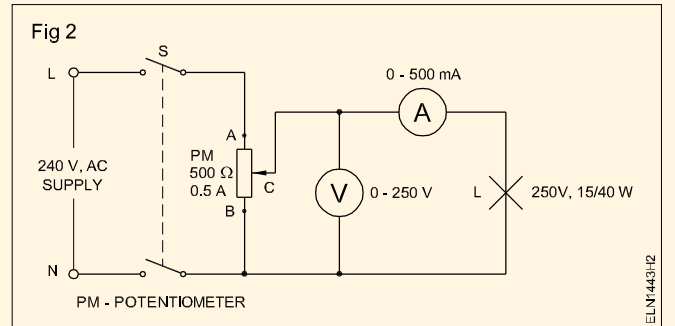 Fig 2
S
L
0 - 500 mA
A
A
PM
500 Ω
0.5 A
C
B
240 V, AC
SUPPLY
V
0 - 250 V
L
250V, 15/40 W
N
PM - POTENTIOMETER
ELN1443H2